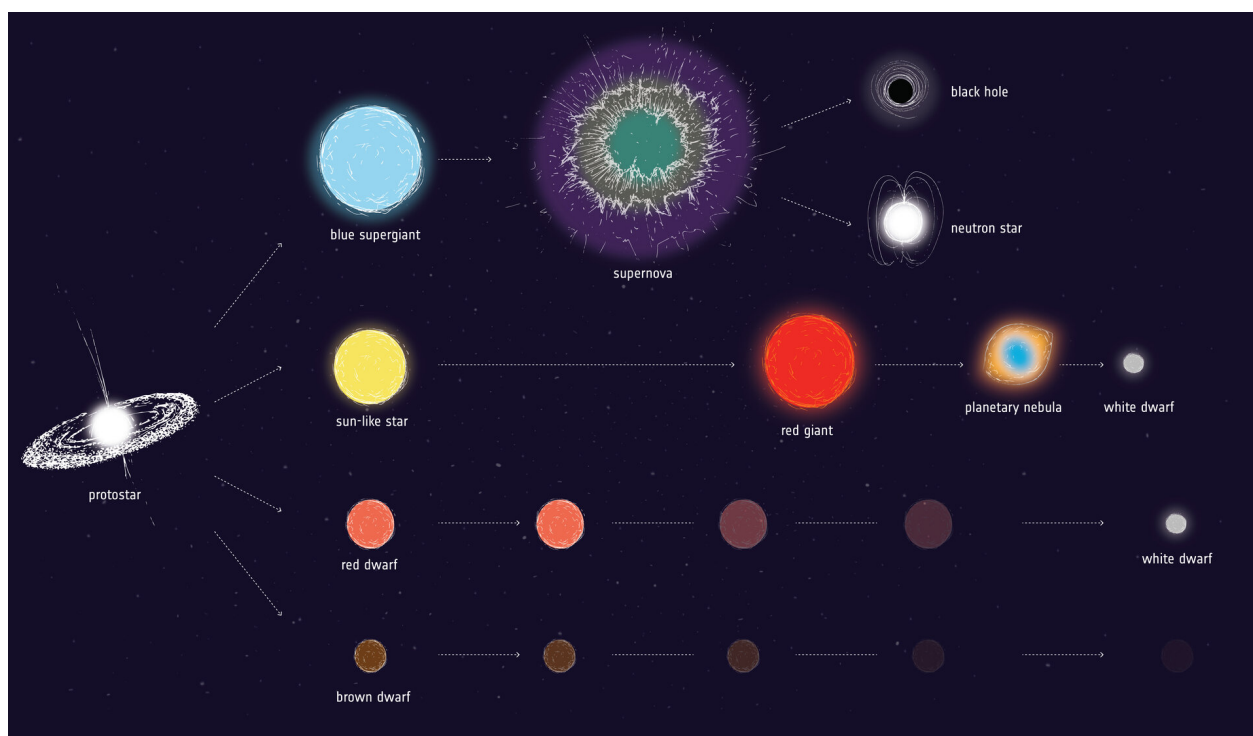 black hole
blue supergiant
neutron star
supernova
sun-like star
red giant
planetary nebula
white dwarf
protostar
red dwarf
white dwarf
brown dwarf